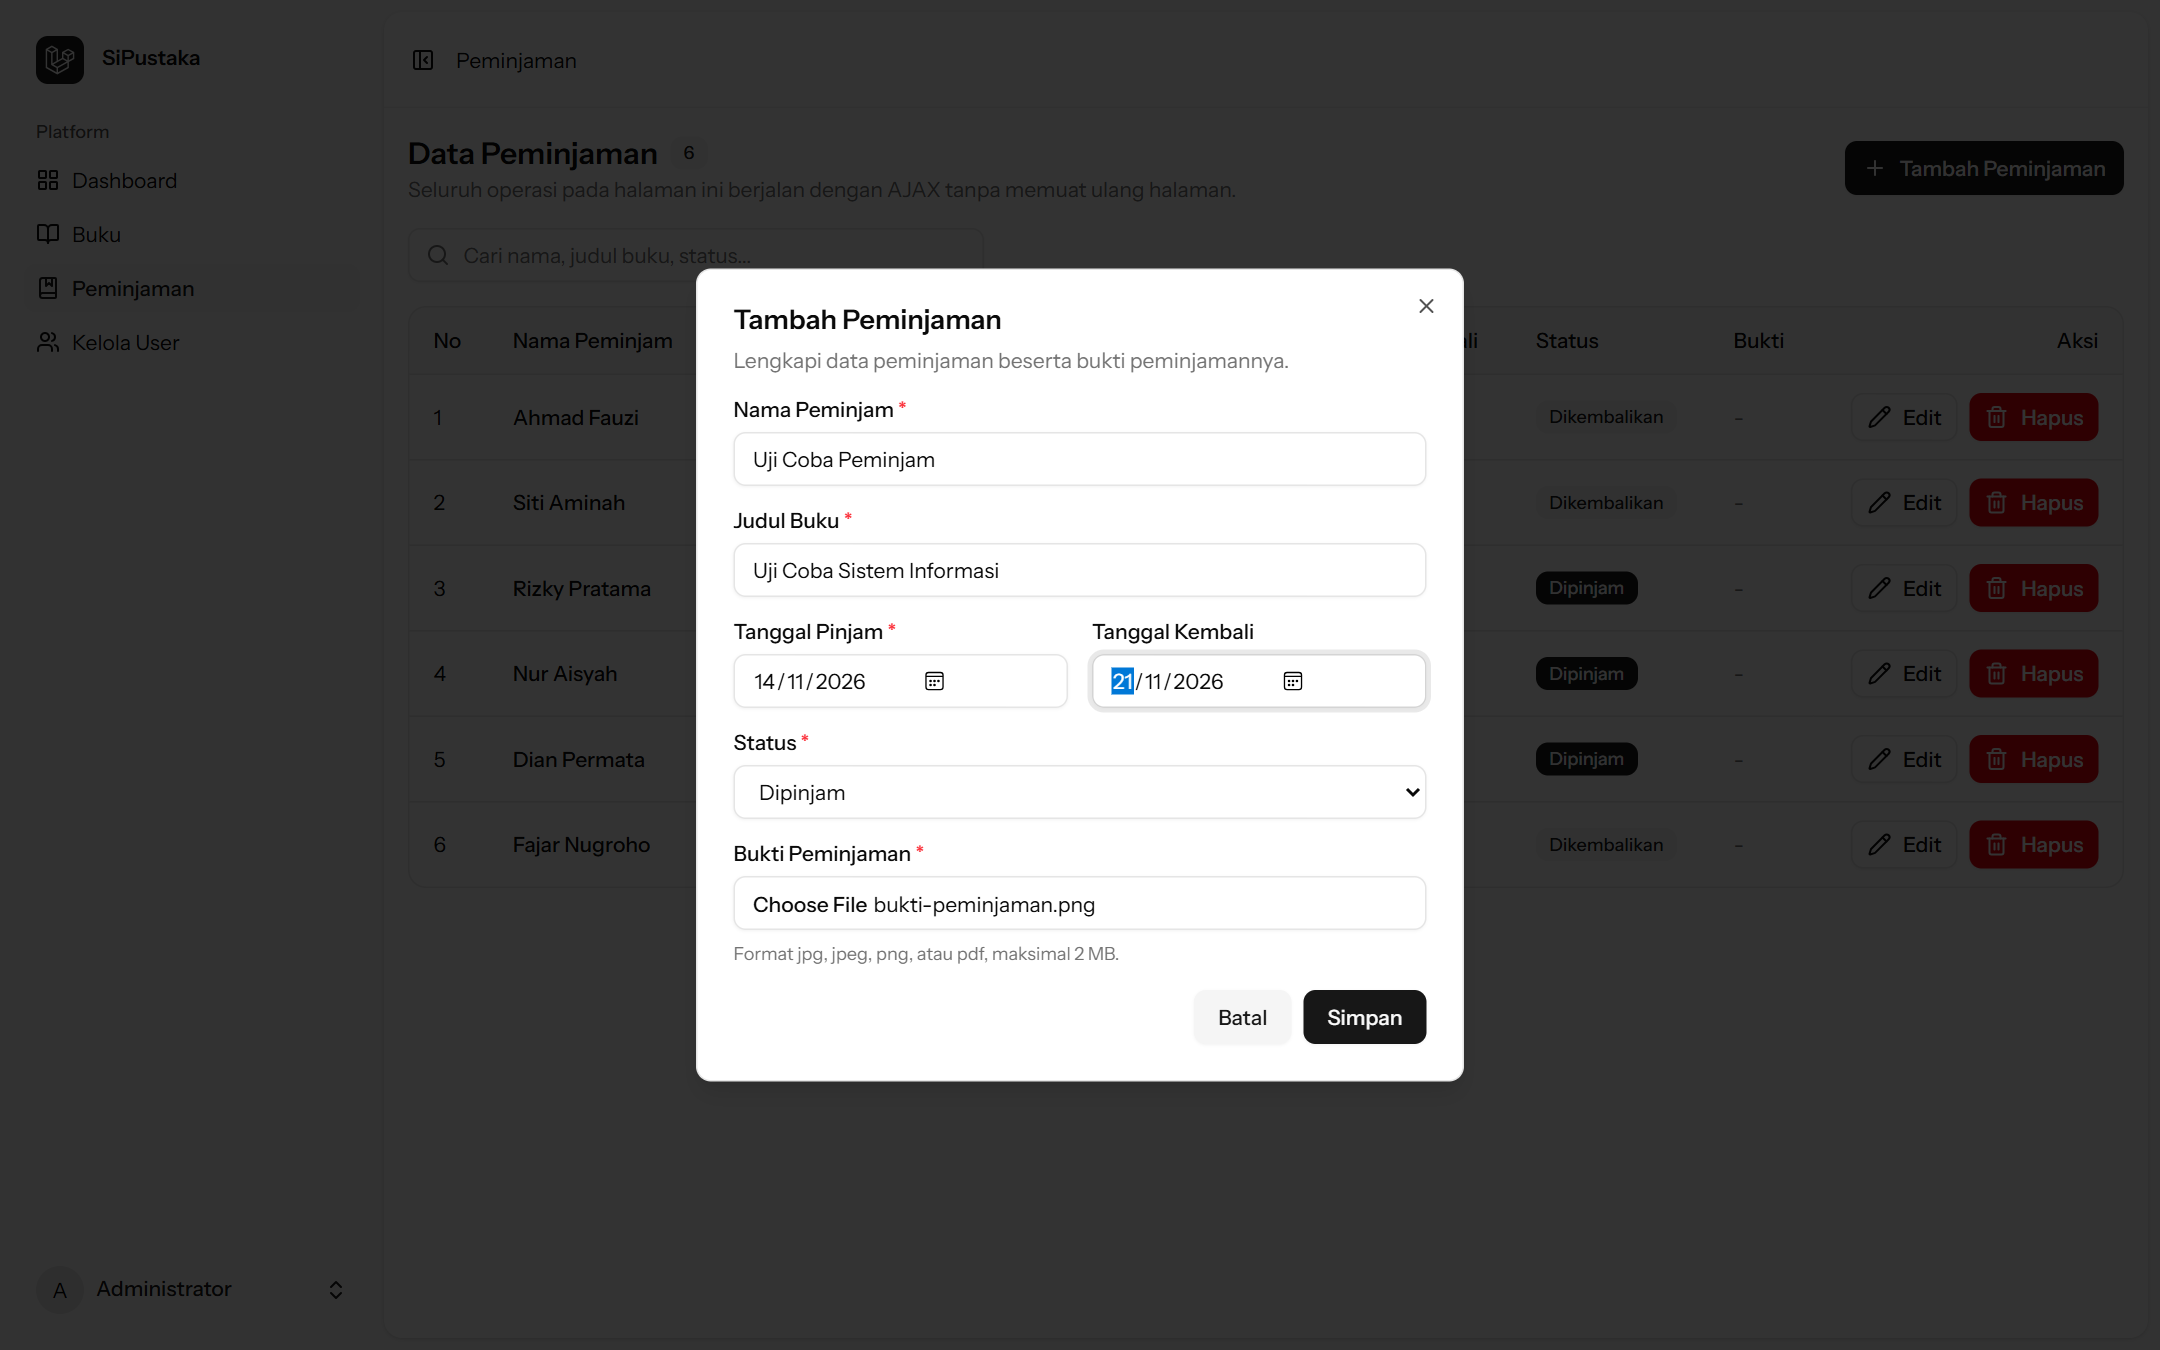 SiPustaka
Platform
Dashboard
Buku
Peminjaman
Kelola User
A Administrator
Peminjaman
Data Peminjaman 6
Seluruh operasi pada halaman ini berjalan dengan AJAX tanpa memuat ulang halaman.
+ Tambah Peminjaman
Cari nama, judul buku, status...
No Nama Peminjam li Status Bukti Aksi
1 Ahmad Fauzi Dikembalikan - Edit Hapus
2 Siti Aminah Dikembalikan - Edit Hapus
3 Rizky Pratama Dipinjam - Edit Hapus
4 Nur Aisyah Dipinjam - Edit Hapus
5 Dian Permata Dipinjam - Edit Hapus
6 Fajar Nugroho Dikembalikan - Edit Hapus
Tambah Peminjaman
Lengkapi data peminjaman beserta bukti peminjamannya.
Nama Peminjam *
Uji Coba Peminjam
Judul Buku *
Uji Coba Sistem Informasi
Tanggal Pinjam * Tanggal Kembali
14/11/2026 21/11/2026
Status *
Dipinjam
Bukti Peminjaman *
Choose File bukti-peminjaman.png
Format jpg, jpeg, png, atau pdf, maksimal 2 MB.
Batal Simpan